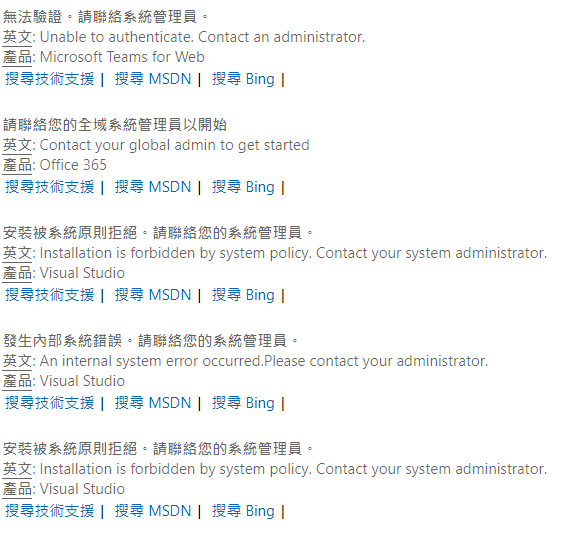 無法驗證。請聯絡系統管理員。
英文: Unable to authenticate. Contact an administrator.
產品: Microsoft Teams for Web
搜尋技術支援 | 搜尋 MSDN | 搜尋 Bing |
請聯絡您的全域系統管理員以開始
英文: Contact your global admin to get started
產品: Office 365
搜尋技術支援 | 搜尋 MSDN | 搜尋 Bing |
安裝被系統原則拒絕。請聯絡您的系統管理員。
英文: Installation is forbidden by system policy. Contact your system administrator.
產品: Visual Studio
搜尋技術支援 | 搜尋 MSDN | 搜尋 Bing |
發生內部系統錯誤。請聯絡您的系統管理員。
英文: An internal system error occurred.Please contact your administrator.
產品: Visual Studio
搜尋技術支援 | 搜尋 MSDN | 搜尋 Bing |
安裝被系統原則拒絕。請聯絡您的系統管理員。
英文: Installation is forbidden by system policy. Contact your system administrator.
產品: Visual Studio
搜尋技術支援 | 搜尋 MSDN | 搜尋 Bing |